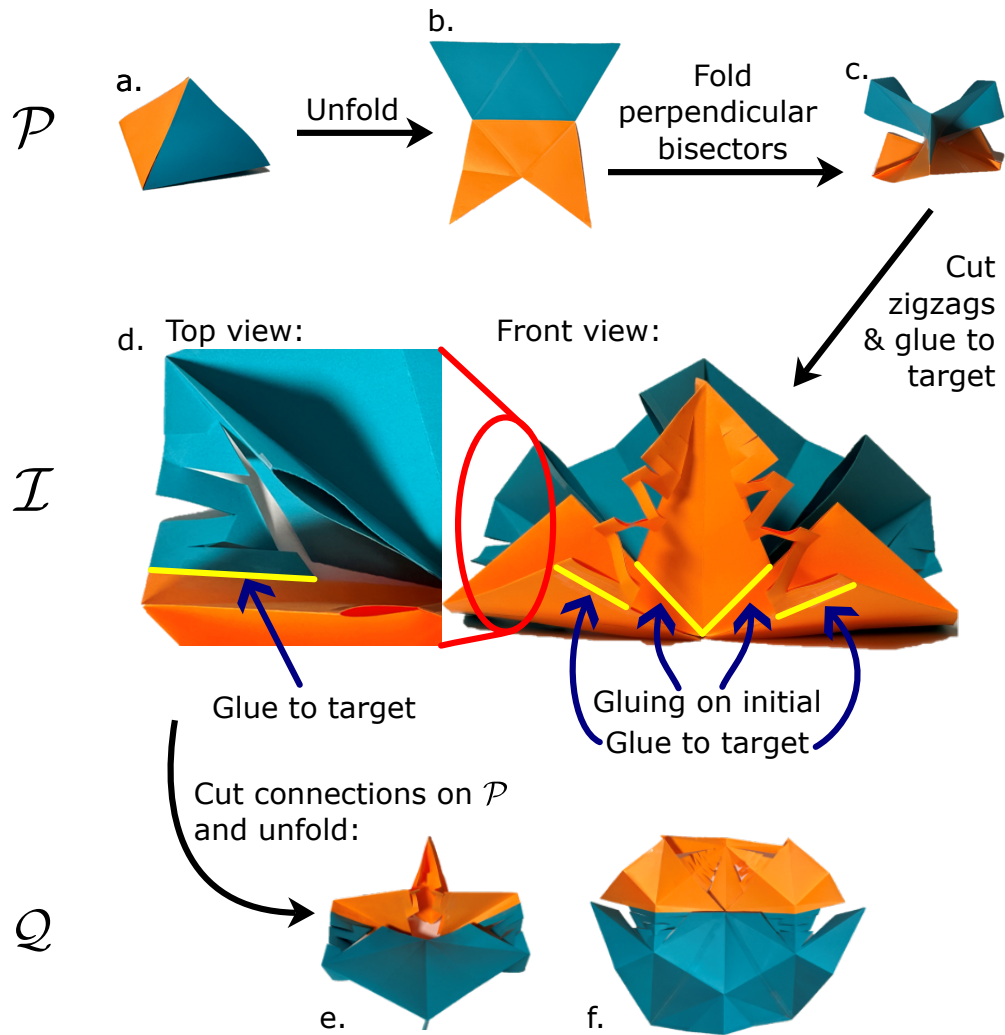 a.
b.
c.
𝒫
Unfold
Fold
perpendicular
bisectors
Cut
zigzags
& glue to
target
d.
Top view:
Front view:
ℐ
Glue to target
Gluing on initial
Glue to target
Cut connections on 𝒫
and unfold:
𝒬
e.
f.